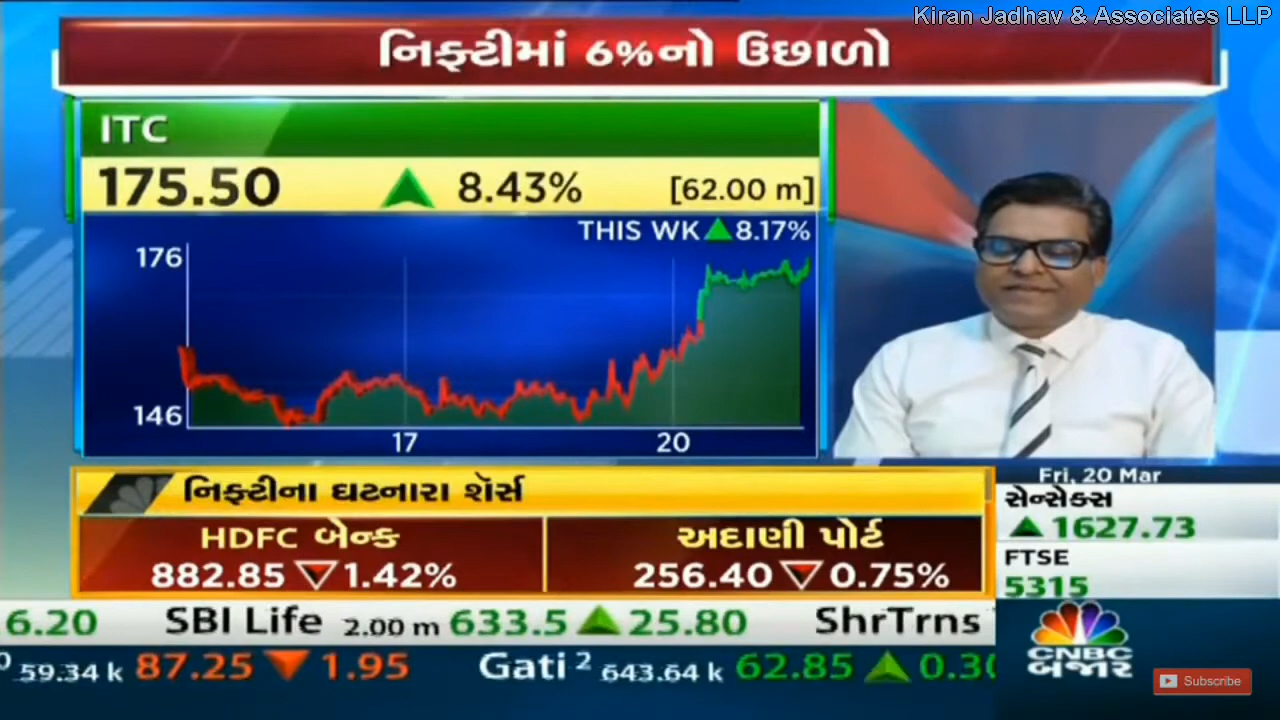 Kiran Jadhav & Associates LLP
નિફ્ટીમાં 6%નો ઉછાળો
ITC
175.50 8.43% [62.00 m]
THIS WK 8.17%
176
146
17 20
નિફ્ટીના ઘટનારા શૅર્સ
HDFC બેન્ક
882.85 1.42%
અદાણી પોર્ટ
256.40 0.75%
Fri, 20 Mar
સેન્સેક્સ
1627.73
FTSE
5315
6.20 SBI Life 2.00 m 633.5 25.80 ShrTrns
59.34 k 87.25 1.95 Gati 2 643.64 k 62.85 0.30
CNBC
બજાર
Subscribe